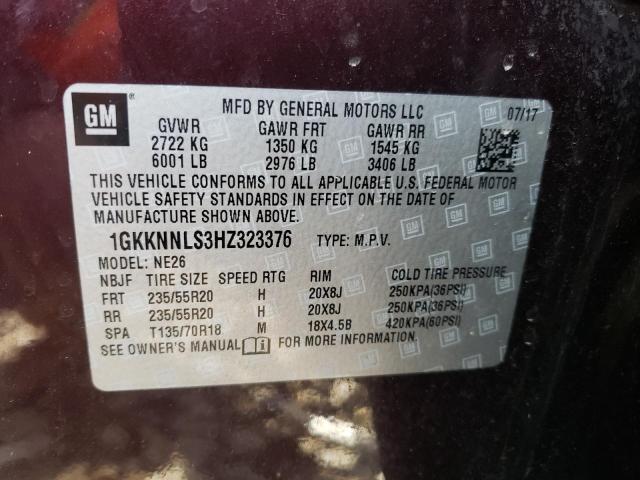 GM
MFD BY GENERAL MOTORS LLC 07/17
GVWR GAWR FRT GAWR RR
2722 KG 1350 KG 1545 KG
6001 LB 2976 LB 3406 LB
THIS VEHICLE CONFORMS TO ALL APPLICABLE U.S. FEDERAL MOTOR
VEHICLE SAFETY STANDARDS IN EFFECT ON THE DATE OF
MANUFACTURE SHOWN ABOVE.
1GKKNNLS3HZ323376 TYPE: M.P.V.
MODEL: NE26
NBJF TIRE SIZE SPEED RTG RIM COLD TIRE PRESSURE
FRT 235/55R20 H 20X8J 250KPA(36PSI)
RR 235/55R20 H 20X8J 250KPA(36PSI)
SPA T135/70R18 M 18X4.5B 420KPA(60PSI)
SEE OWNER'S MANUAL FOR MORE INFORMATION.